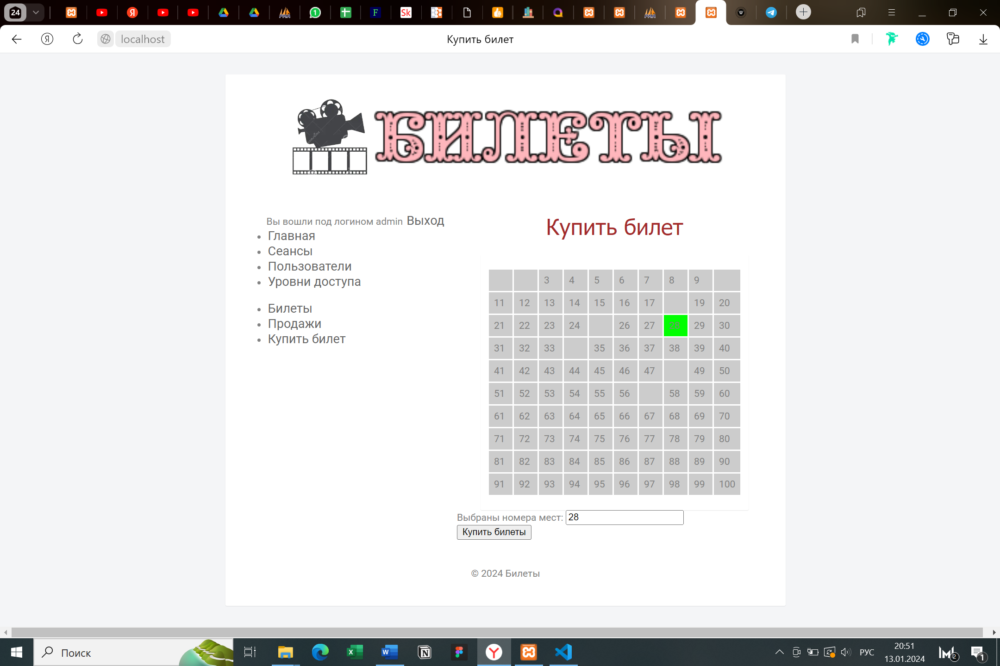 24
localhost
Купить билет
БИЛЕТЫ
Вы вошли под логином admin Выход
Главная
Сеансы
Пользователи
Уровни доступа
Билеты
Продажи
Купить билет
Купить билет
3 4 5 6 7 8 9
11 12 13 14 15 16 17 19 20
21 22 23 24 26 27 28 29 30
31 32 33 35 36 37 38 39 40
41 42 43 44 45 46 47 49 50
51 52 53 54 55 56 58 59 60
61 62 63 64 65 66 67 68 69 70
71 72 73 74 75 76 77 78 79 80
81 82 83 84 85 86 87 88 89 90
91 92 93 94 95 96 97 98 99 100
Выбраны номера мест: 28
Купить билеты
© 2024 Билеты
Поиск
РУС
20:51
13.01.2024
2
1